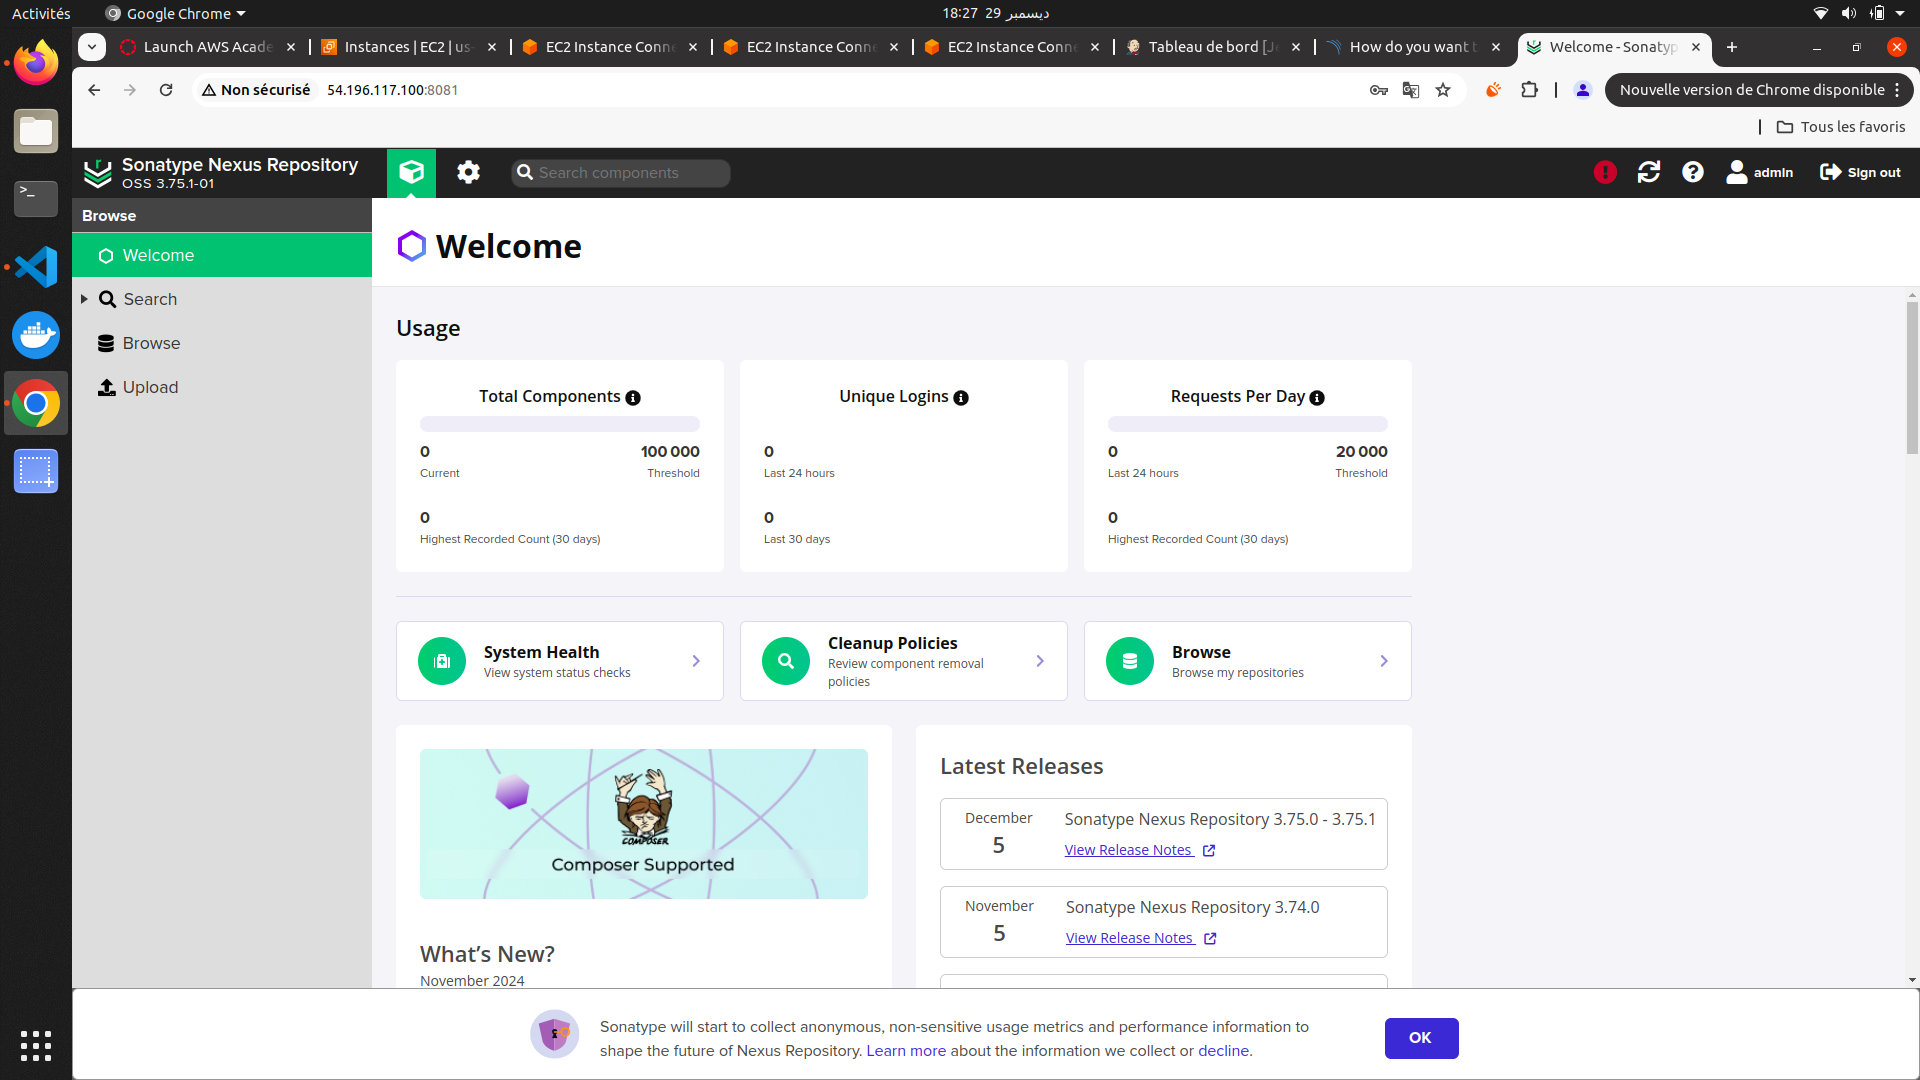 Activités
Google Chrome
18:27 29 ديسمبر
Launch AWS Acade
Instances | EC2 | us-
EC2 Instance Conne
EC2 Instance Conne
EC2 Instance Conne
Tableau de bord [Je
How do you want t
Welcome - Sonatyp
Non sécurisé
54.196.117.100:8081
Nouvelle version de Chrome disponible
Tous les favoris
Sonatype Nexus Repository
OSS 3.75.1-01
Search components
admin
Sign out
Browse
Welcome
Search
Browse
Upload
Welcome
Usage
Total Components
0
100 000
Current
Threshold
0
Highest Recorded Count (30 days)
Unique Logins
0
Last 24 hours
0
Last 30 days
Requests Per Day
0
20 000
Last 24 hours
Threshold
0
Highest Recorded Count (30 days)
System Health
View system status checks
Cleanup Policies
Review component removal
policies
Browse
Browse my repositories
COMPOSER
Composer Supported
What's New?
November 2024
Latest Releases
December
5
Sonatype Nexus Repository 3.75.0 - 3.75.1
View Release Notes
November
5
Sonatype Nexus Repository 3.74.0
View Release Notes
Sonatype will start to collect anonymous, non-sensitive usage metrics and performance information to
shape the future of Nexus Repository. Learn more about the information we collect or decline.
OK